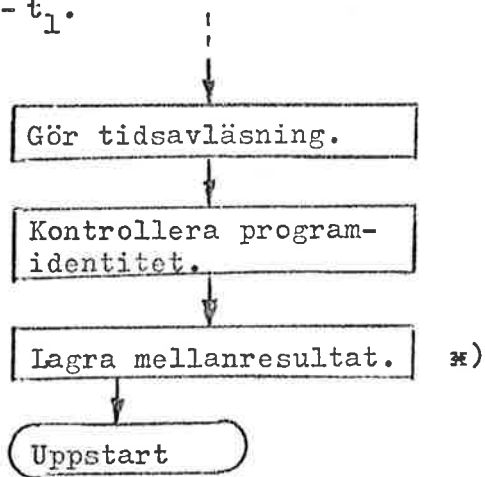 - t₁.
Gör tidsavläsning.
Kontrollera program-
identitet.
Lagra mellanresultat. ж)
Uppstart